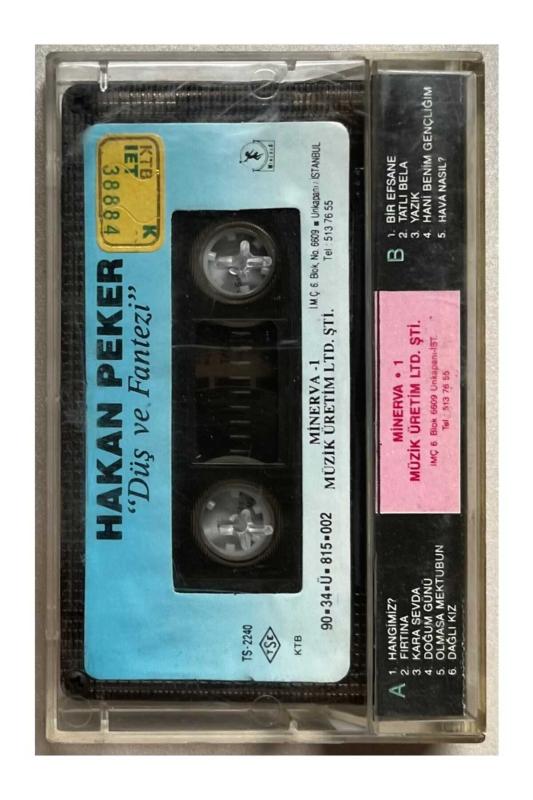 HAKAN PEKER
"Düş ve Fantezi"
KTB
İET
38884
K
İ.M.Ç. 6. Blok, No. 6609 ■ Unkapanı / İSTANBUL
Tel : 513 76 55
MİNERVA -1
MÜZİK ÜRETİM LTD. ŞTİ.
TS-2240
TSE
KTB
90■34■Ü■815■002
A
1. HANGİMİZ?
2. FIRTINA
3. KARA SEVDA
4. DOĞUM GÜNÜ
5. OLMASA MEKTUBUN
6. DAĞLI KIZ
MİNERVA • 1
MÜZİK ÜRETİM LTD. ŞTİ.
İMÇ 6. Blok 6609 Unkapanı-İST.
Tel : 513 76 55
B
1. BİR EFSANE
2. TATLI BELA
3. YAZIK
4. HANİ BENİM GENÇLİĞİM
5. HAVA NASIL?